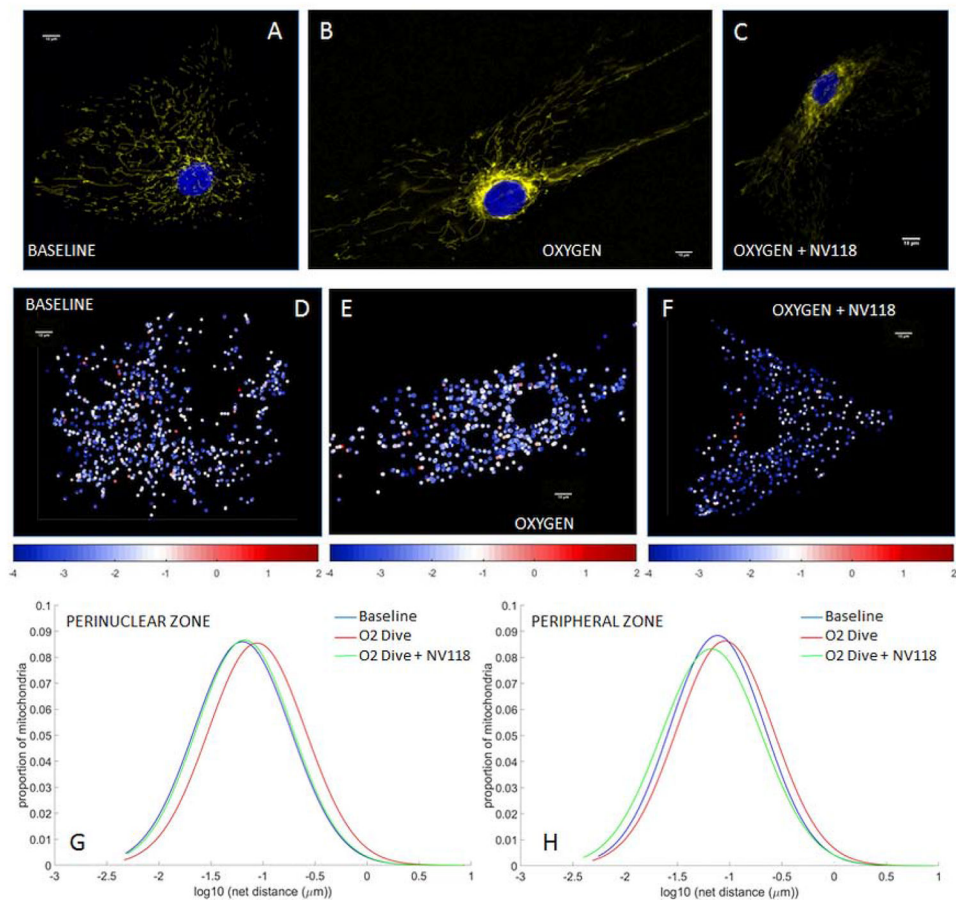 A
B
C
BASELINE
OXYGEN
OXYGEN + NV118
10 μm
BASELINE
D
E
OXYGEN + NV118
F
OXYGEN
-4 -3 -2 -1 0 1 2
-4 -3 -2 -1 0 1 2
-4 -3 -2 -1 0 1 2
PERINUCLEAR ZONE
Baseline
O2 Dive
O2 Dive + NV118
0.1
0.09
0.08
0.07
0.06
0.05
0.04
0.03
0.02
0.01
0
proportion of mitochondria
G
-3 -2.5 -2 -1.5 -1 -0.5 0 0.5 1
log10 (net distance (μm))
PERIPHERAL ZONE
Baseline
O2 Dive
O2 Dive + NV118
0.1
0.09
0.08
0.07
0.06
0.05
0.04
0.03
0.02
0.01
0
proportion of mitochondria
H
-3 -2.5 -2 -1.5 -1 -0.5 0 0.5 1
log10 (net distance (μm))